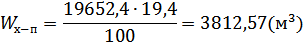 Wх−п = 19652,4 · 19,4 / 100 = 3812,57(м³)